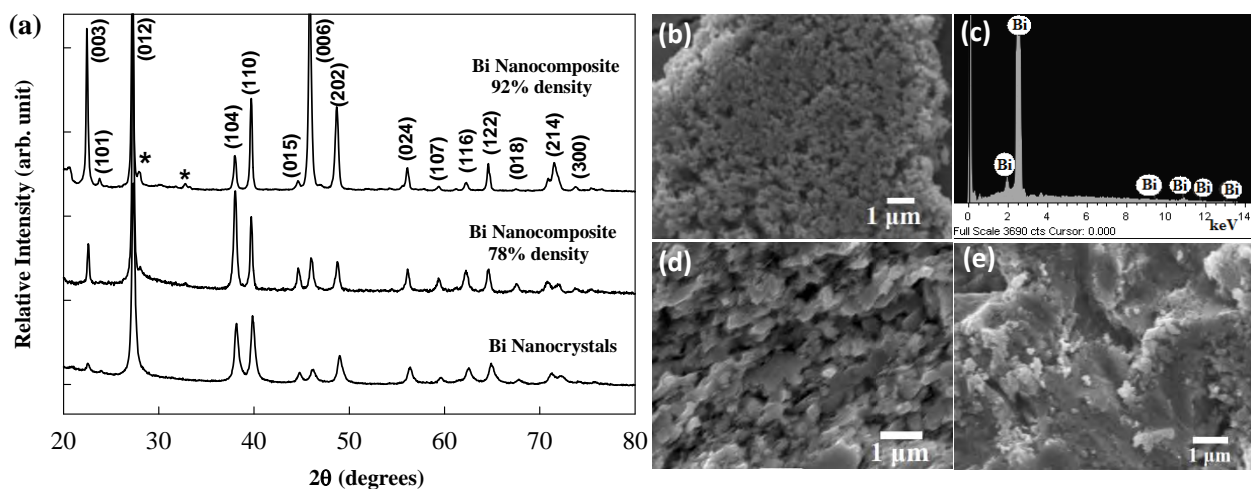 (a)
Relative Intensity (arb. unit)
(003)
(101)
(012)
*
*
(104)
(110)
(015)
(006)
(202)
(024)
(107)
(116)
(122)
(018)
(214)
(300)
Bi Nanocomposite
92% density
Bi Nanocomposite
78% density
Bi Nanocrystals
20 30 40 50 60 70 80
2θ (degrees)
(b)
1 µm
(c)
Bi
Bi
Bi Bi Bi Bi
0 2 4 6 8 10 12 14
Full Scale 3690 cts Cursor: 0.000 keV
(d)
1 µm
(e)
1 µm